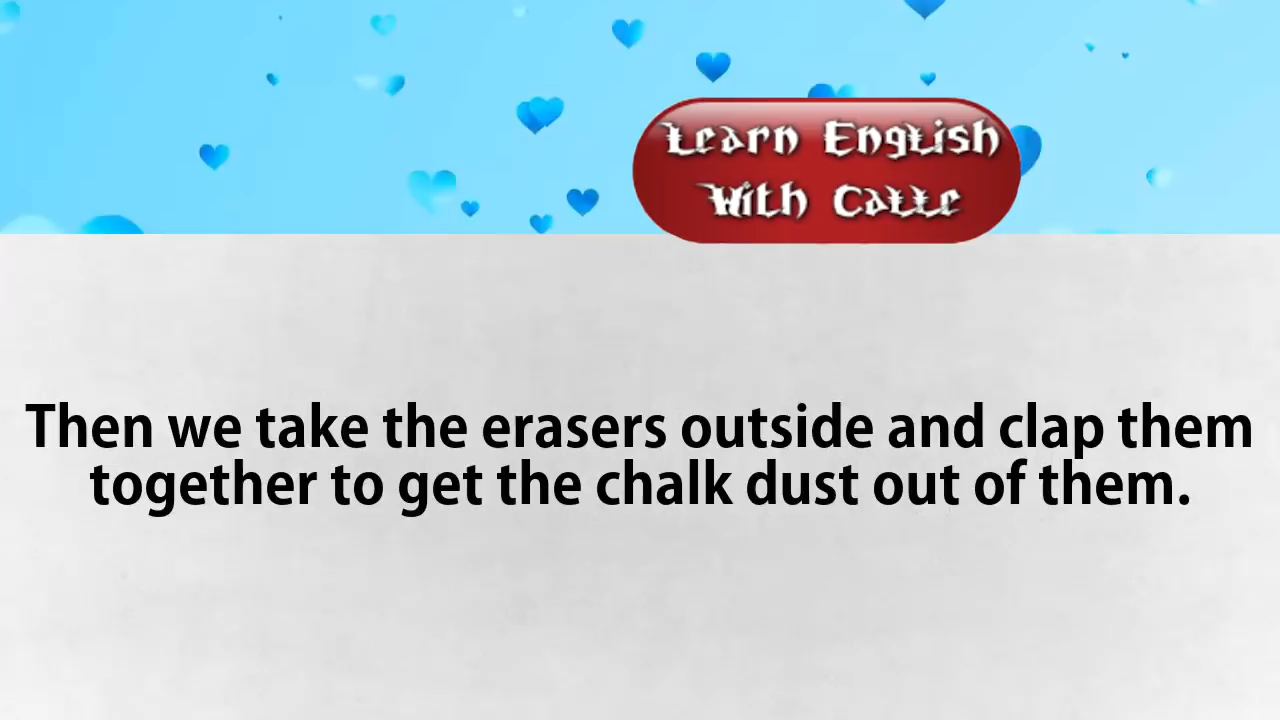 Learn English
With Catte
Then we take the erasers outside and clap them
together to get the chalk dust out of them.